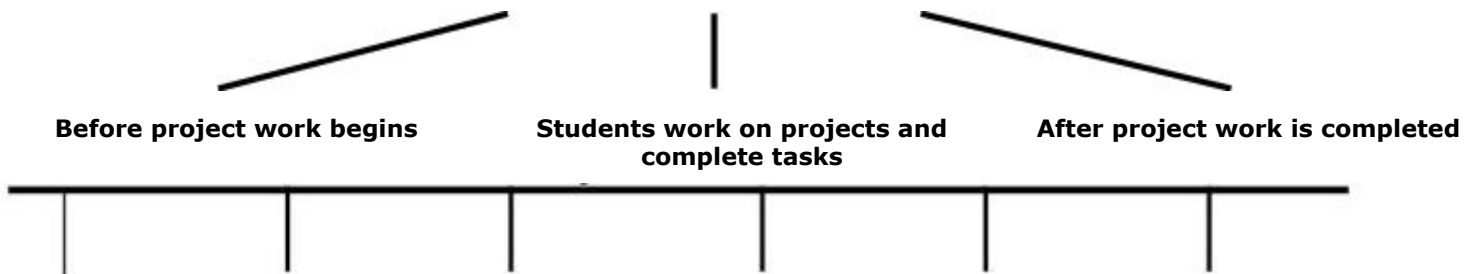 Before project work begins
Students work on projects and
complete tasks
After project work is completed